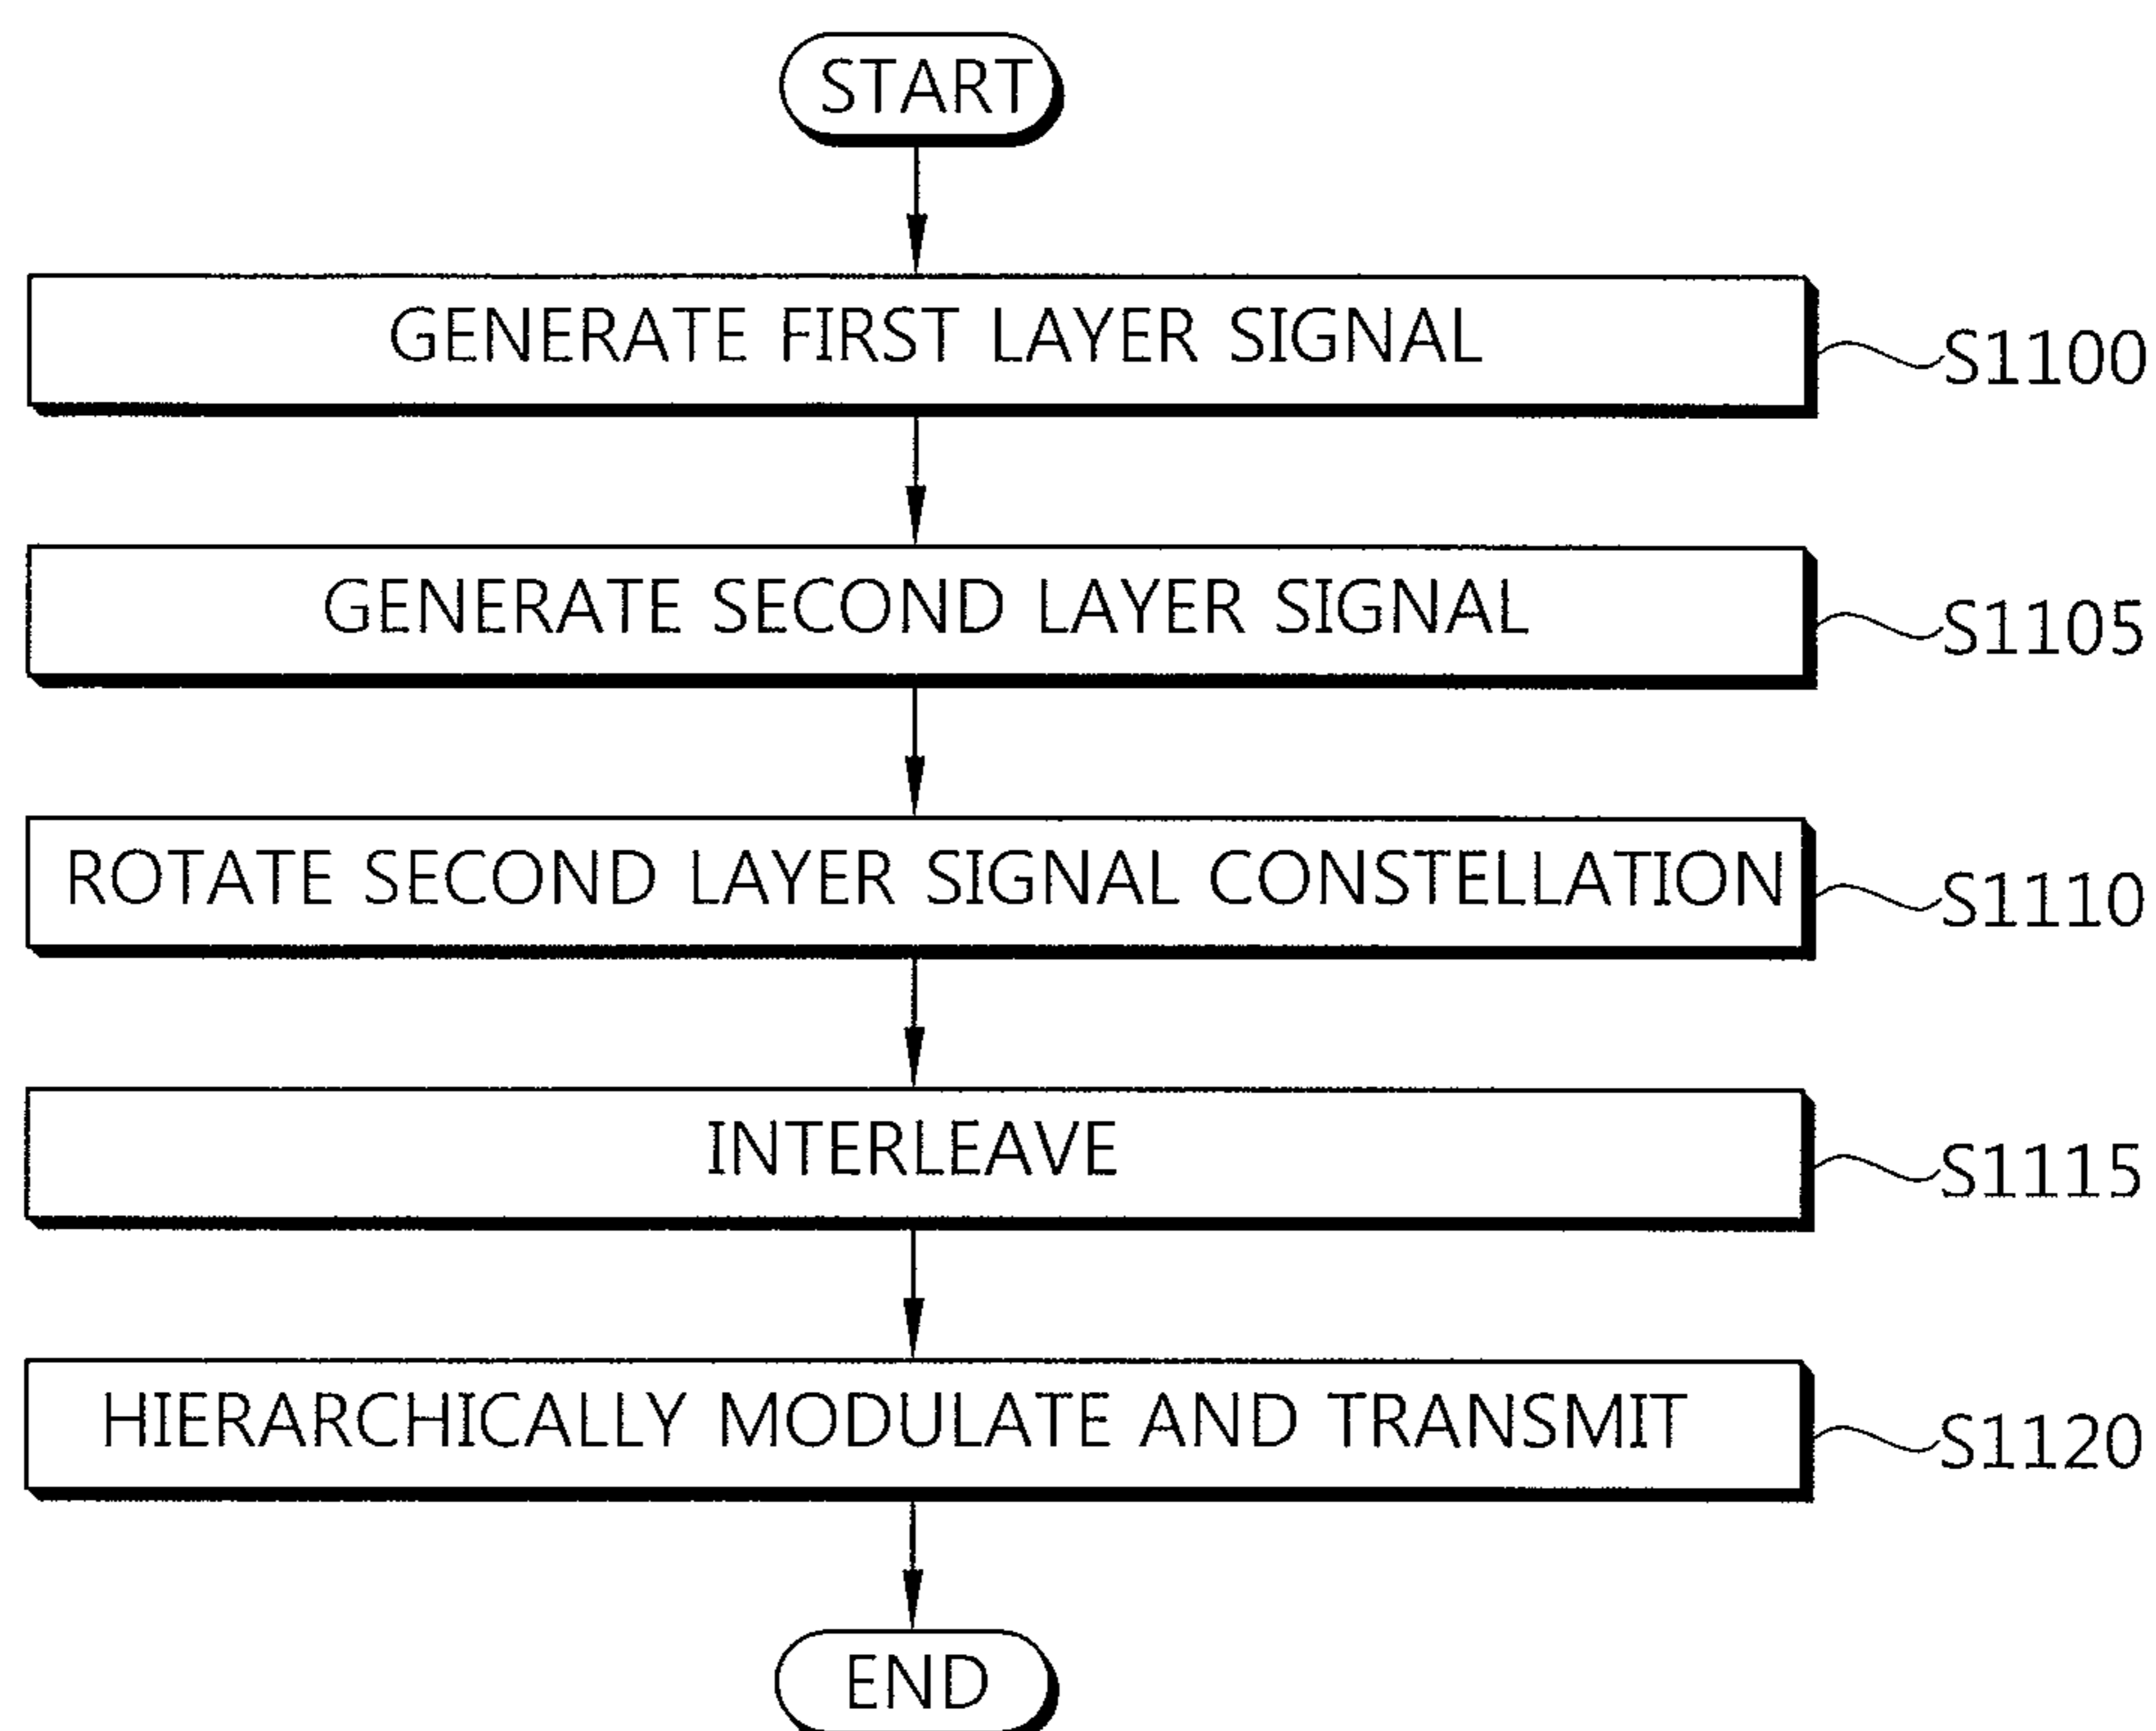 START
GENERATE FIRST LAYER SIGNAL
S1100
GENERATE SECOND LAYER SIGNAL
S1105
ROTATE SECOND LAYER SIGNAL CONSTELLATION
S1110
INTERLEAVE
S1115
HIERARCHICALLY MODULATE AND TRANSMIT
S1120
END